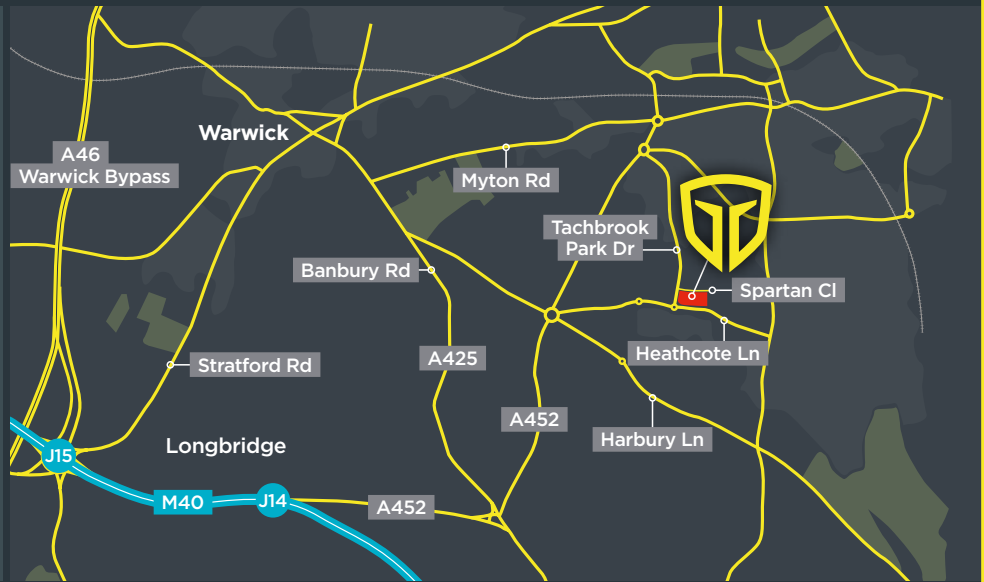 Warwick
A46
Warwick Bypass
Myton Rd
Tachbrook
Park Dr
Banbury Rd
Spartan Cl
Stratford Rd
A425
Heathcote Ln
A452
Harbury Ln
Longbridge
J15
M40
J14
A452